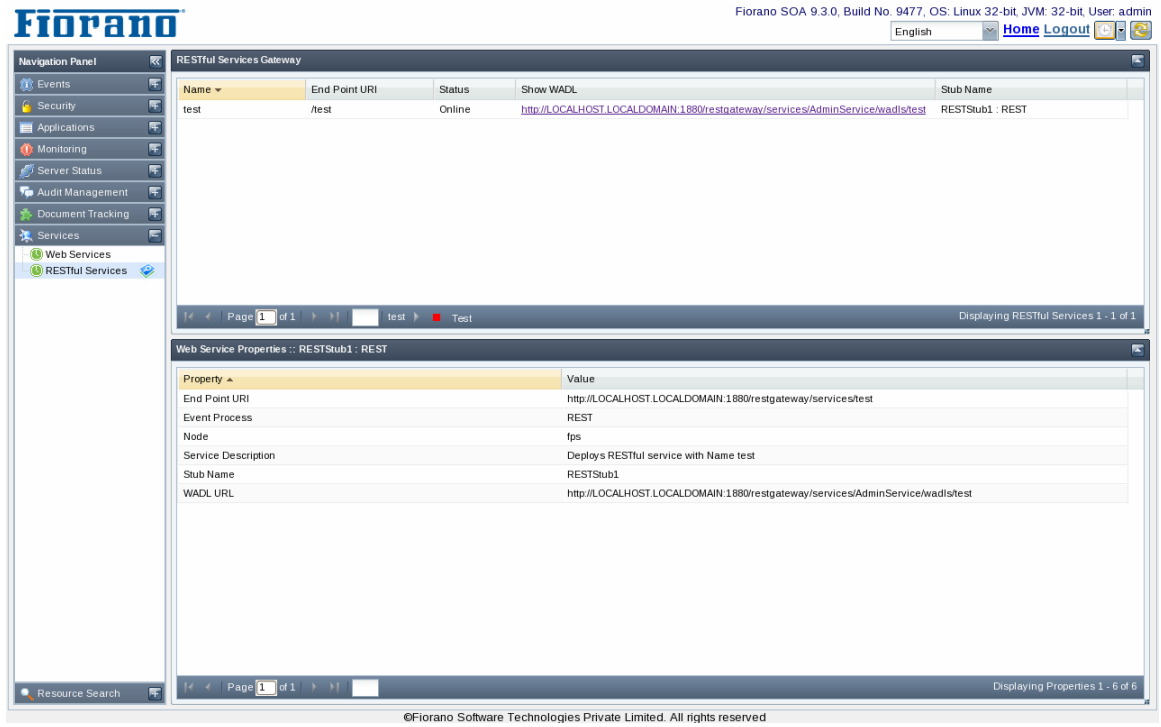 Fiorano
Fiorano SOA 9.3.0, Build No. 9477, OS: Linux 32-bit, JVM: 32-bit, User: admin
English Home Logout
Navigation Panel
Events
Security
Applications
Monitoring
Server Status
Audit Management
Document Tracking
Services
Web Services
RESTful Services
Resource Search
RESTful Services Gateway
Name End Point URI Status Show WADL Stub Name
test /test Online http://LOCALHOST.LOCALDOMAIN:1880/restgateway/services/AdminService/wadls/test RESTStub1 : REST
Page 1 of 1 test Test Displaying RESTful Services 1 - 1 of 1
Web Service Properties :: RESTStub1 : REST
Property Value
End Point URI http://LOCALHOST.LOCALDOMAIN:1880/restgateway/services/test
Event Process REST
Node fps
Service Description Deploys RESTful service with Name test
Stub Name RESTStub1
WADL URL http://LOCALHOST.LOCALDOMAIN:1880/restgateway/services/AdminService/wadls/test
Page 1 of 1 Displaying Properties 1 - 6 of 6
©Fiorano Software Technologies Private Limited. All rights reserved